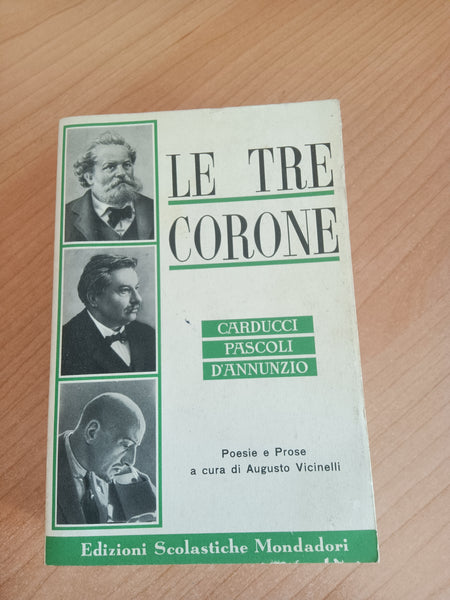 LE TRE
CORONE
CARDUCCI
PASCOLI
D'ANNUNZIO
Poesie e Prose
a cura di Augusto Vicinelli
Edizioni Scolastiche Mondadori